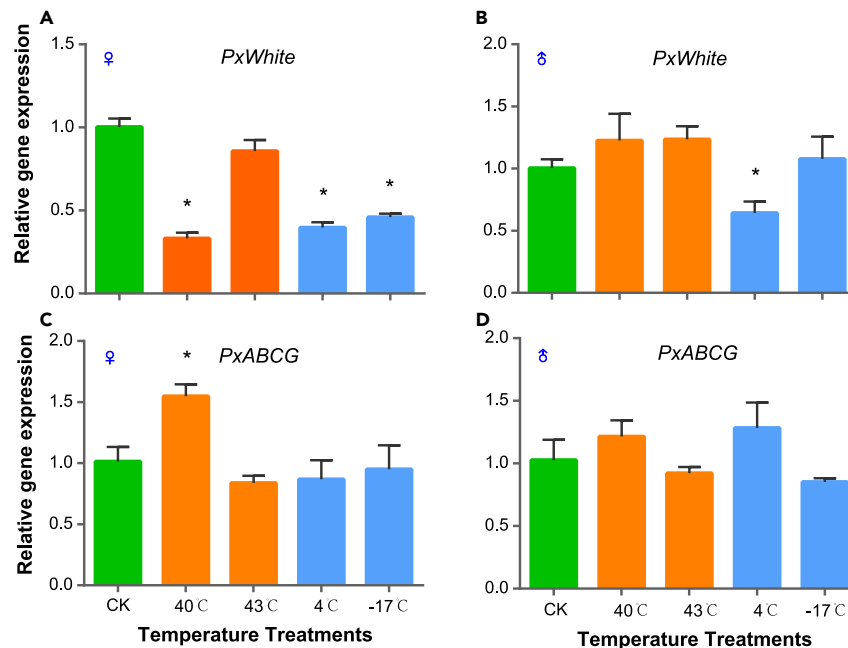 A
Relative gene expression
♀
PxWhite
1.5
1.0
0.5
0.0
*
*
*
B
♂
PxWhite
2.0
1.5
1.0
0.5
0.0
*
C
Relative gene expression
♀
*
PxABCG
2.0
1.5
1.0
0.5
0.0
CK
40℃
43℃
4℃
-17℃
Temperature Treatments
D
♂
PxABCG
2.0
1.5
1.0
0.5
0.0
CK
40℃
43℃
4℃
-17℃
Temperature Treatments